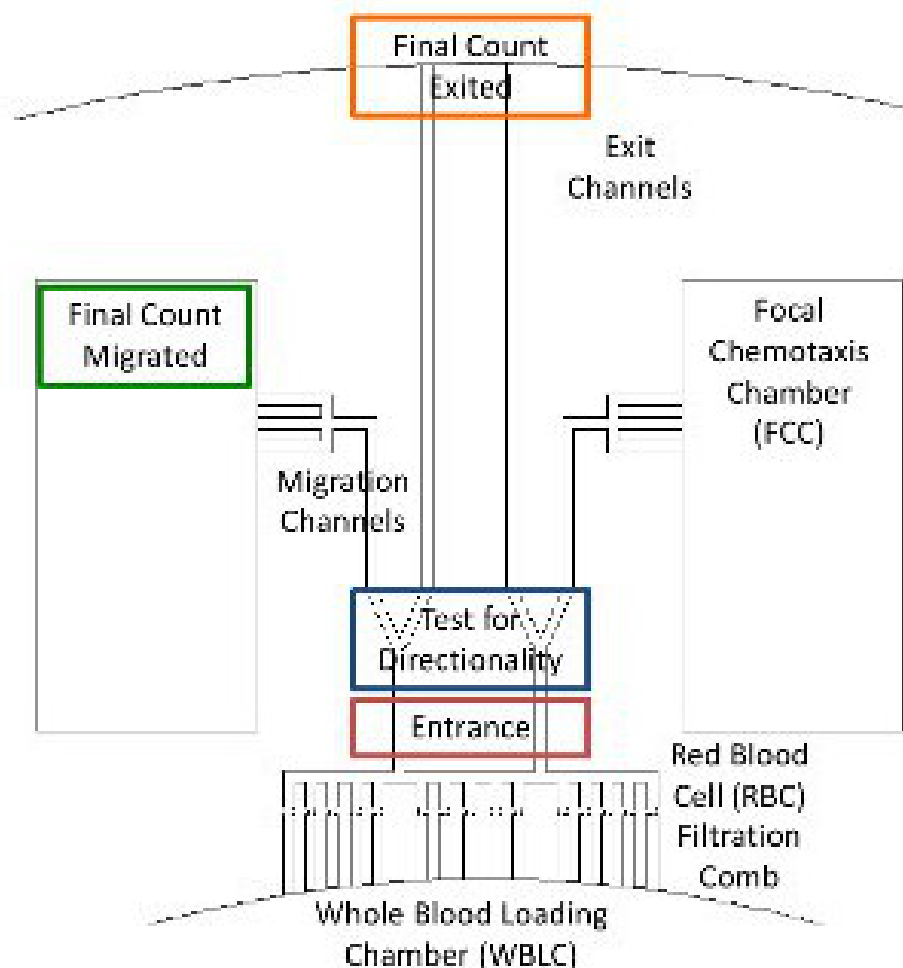 Final Count
Exited
Exit
Channels
Final Count
Migrated
Focal
Chemotaxis
Chamber
(FCC)
Migration
Channels
Test for
Directionality
Entrance
Red Blood
Cell (RBC)
Filtration
Comb
Whole Blood Loading
Chamber (WBLC)